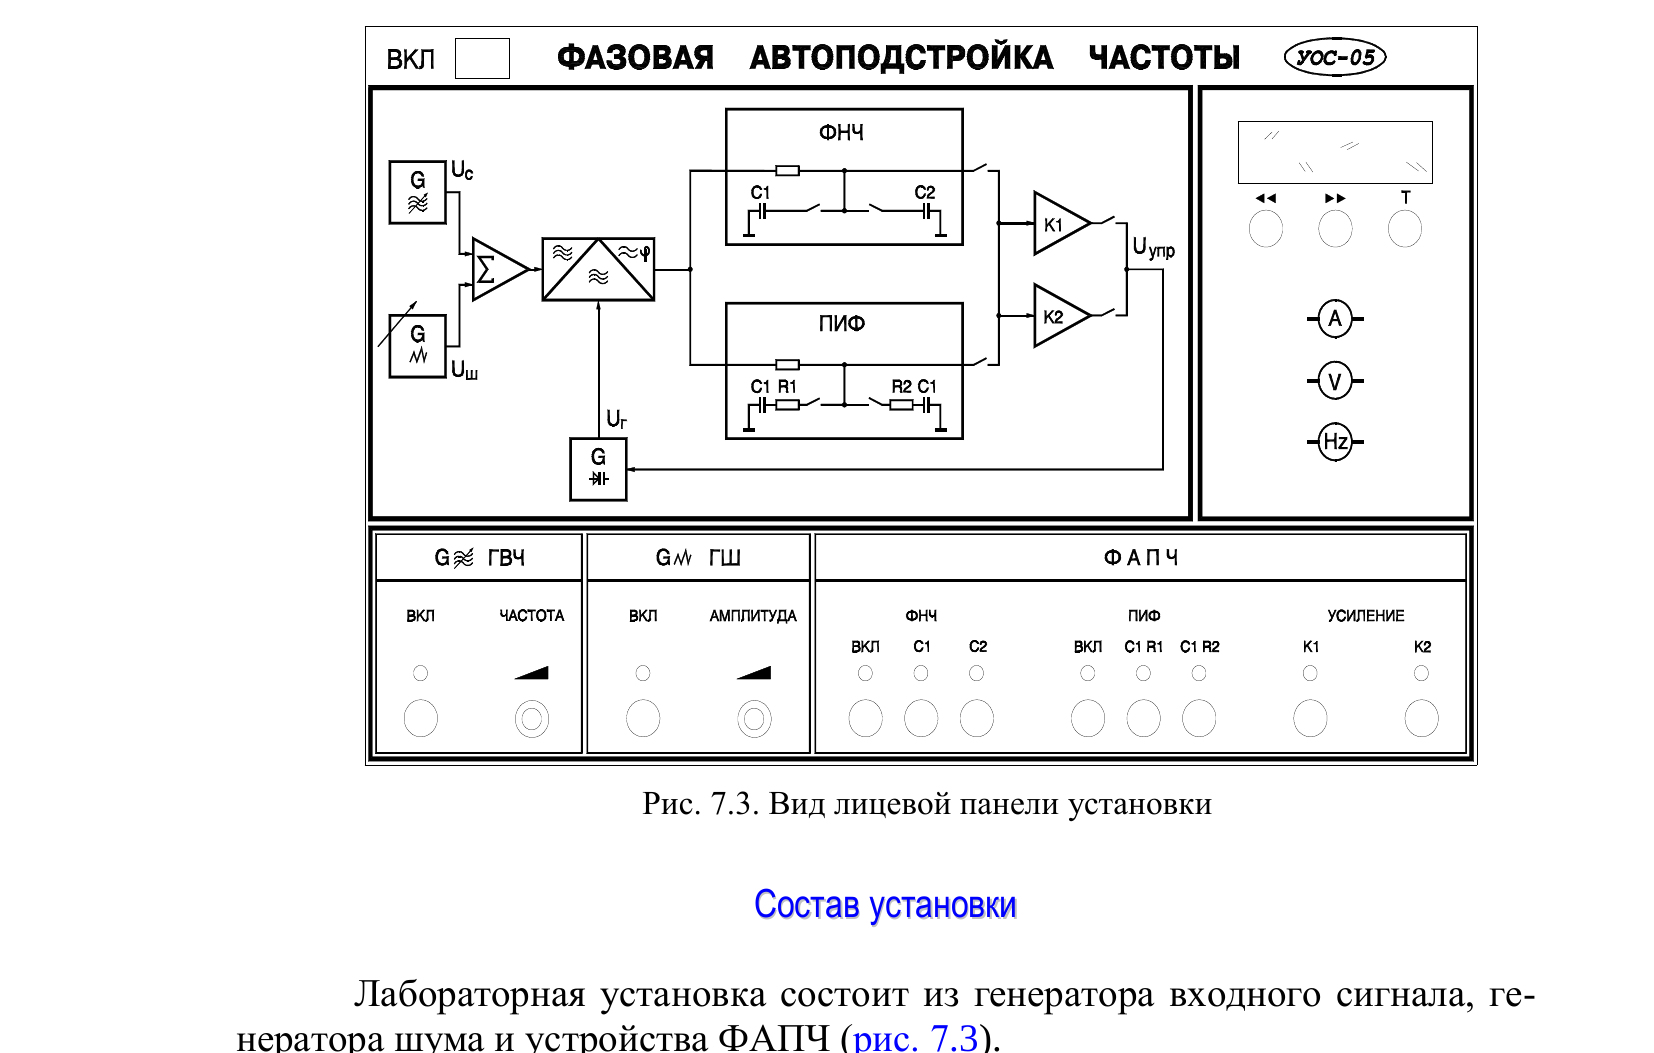 ВКЛ ФАЗОВАЯ АВТОПОДСТРОЙКА ЧАСТОТЫ УОС-05
ФНЧ
C1 C2
G Uс
Σ
φ
G
Uш
K1
K2
Uупр
ПИФ
C1 R1 R2 C1
Uг
G
◄◄ ►► T
A
V
Hz
G ГВЧ G ГШ ФАПЧ
ВКЛ ЧАСТОТА ВКЛ АМПЛИТУДА ФНЧ ПИФ УСИЛЕНИЕ
ВКЛ C1 C2 ВКЛ C1 R1 C1 R2 K1 K2
Рис. 7.3. Вид лицевой панели установки
Состав установки
Лабораторная установка состоит из генератора входного сигнала, ге-
нератора шума и устройства ФАПЧ (рис. 7.3).